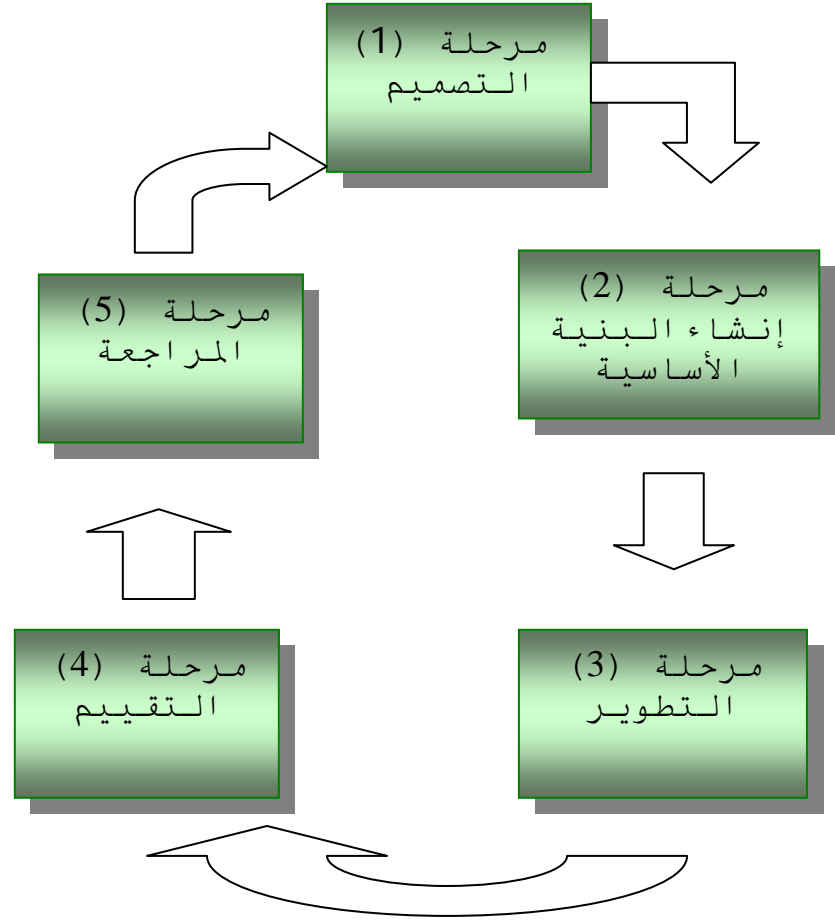 مرحلة (1)
التصميم
مرحلة (2)
إنشاء البنية
الأساسية
مرحلة (3)
التطوير
مرحلة (4)
التقييم
مرحلة (5)
المراجعة